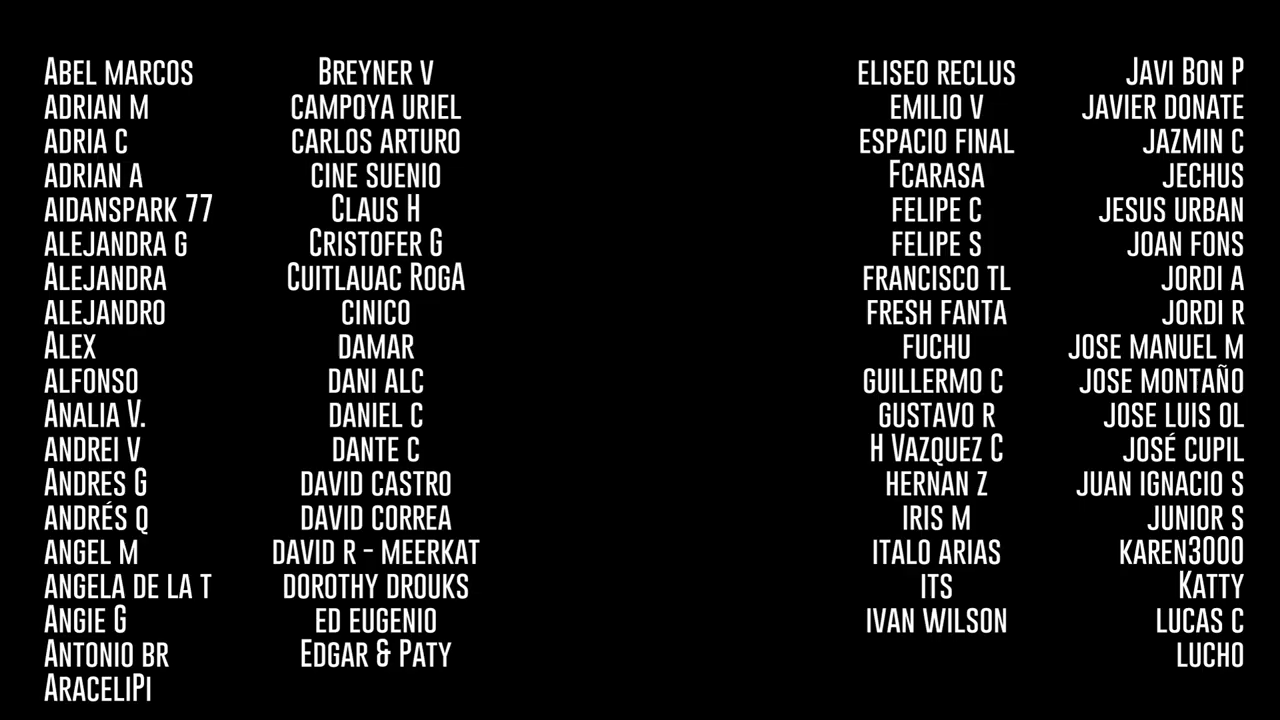 ABEL MARCOS
ADRIAN M
ADRIA C
ADRIAN A
AIDANSPARK 77
ALEJANDRA G
ALEJANDRA
ALEJANDRO
ALEX
ALFONSO
ANALIA V.
ANDREI V
ANDRES G
ANDRÉS Q
ANGEL M
ANGELA DE LA T
ANGIE G
ANTONIO BR
ARACELIPI
BREYNER V
CAMPOYA URIEL
CARLOS ARTURO
CINE SUENIO
CLAUS H
CRISTOFER G
CUITLAUAC ROGA
CINICO
DAMAR
DANI ALC
DANIEL C
DANTE C
DAVID CASTRO
DAVID CORREA
DAVID R - MEERKAT
DOROTHY DROUKS
ED EUGENIO
EDGAR & PATY
ELISEO RECLUS
EMILIO V
ESPACIO FINAL
FCARASA
FELIPE C
FELIPE S
FRANCISCO TL
FRESH FANTA
FUCHU
GUILLERMO C
GUSTAVO R
H VAZQUEZ C
HERNAN Z
IRIS M
ITALO ARIAS
ITS
IVAN WILSON
JAVI BON P
JAVIER DONATE
JAZMIN C
JECHUS
JESUS URBAN
JOAN FONS
JORDI A
JORDI R
JOSE MANUEL M
JOSE MONTAÑO
JOSE LUIS OL
JOSÉ CUPIL
JUAN IGNACIO S
JUNIOR S
KAREN3000
KATTY
LUCAS C
LUCHO